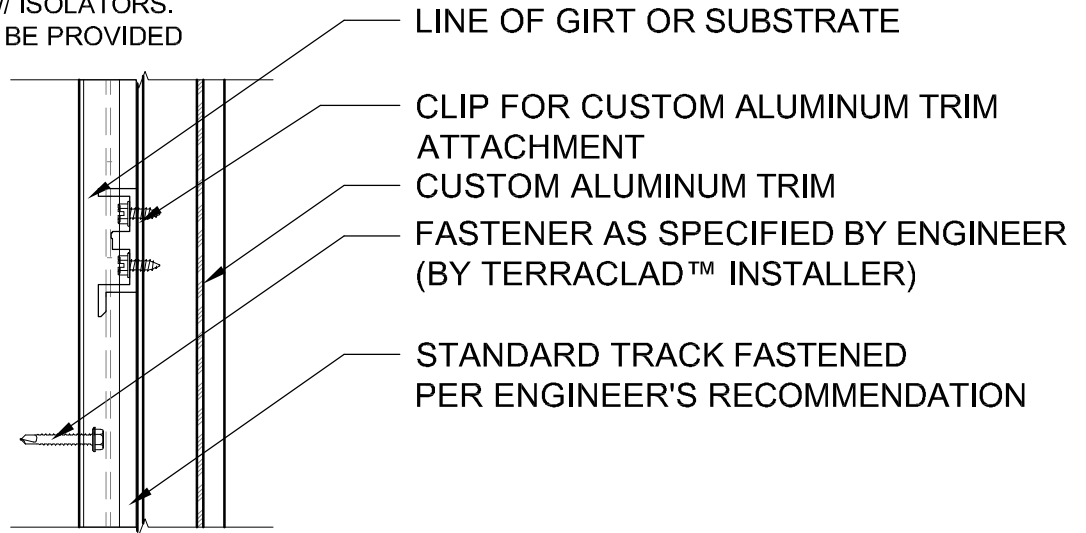 // ISOLATORS.
BE PROVIDED
LINE OF GIRT OR SUBSTRATE
CLIP FOR CUSTOM ALUMINUM TRIM
ATTACHMENT
CUSTOM ALUMINUM TRIM
FASTENER AS SPECIFIED BY ENGINEER
(BY TERRACLAD™ INSTALLER)
STANDARD TRACK FASTENED
PER ENGINEER'S RECOMMENDATION